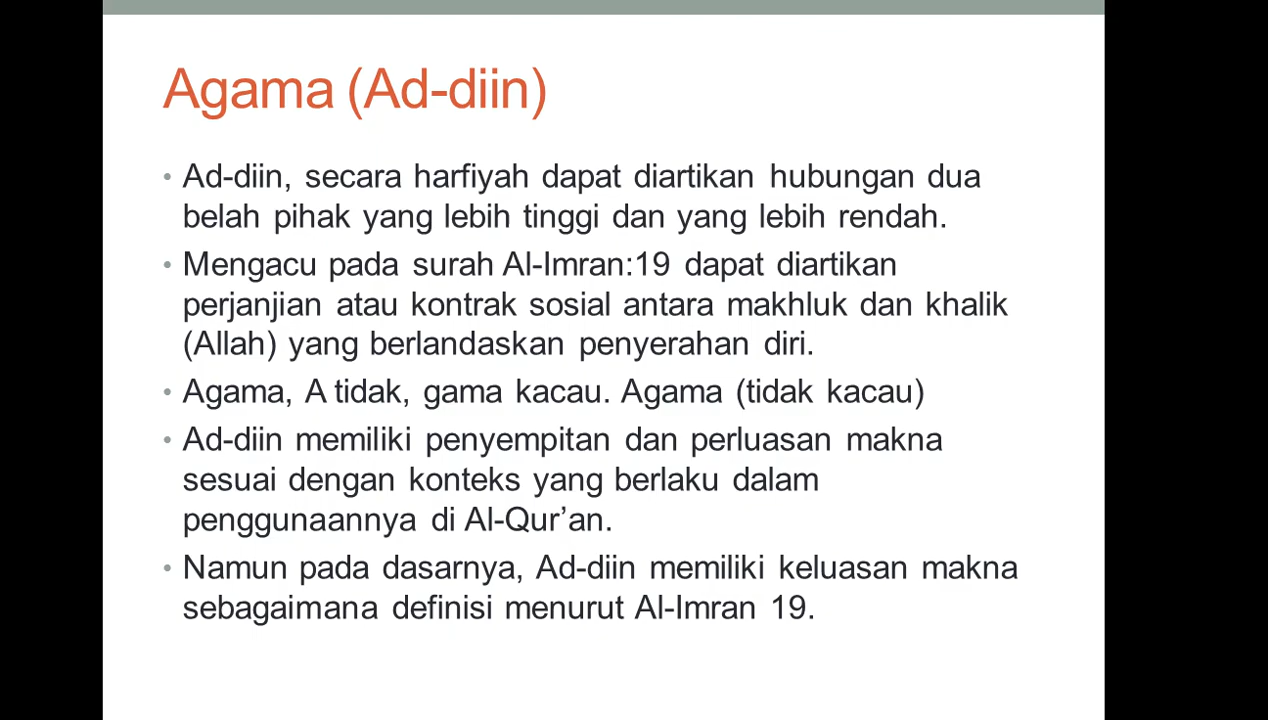 Agama (Ad-diin)
• Ad-diin, secara harfiyah dapat diartikan hubungan dua
belah pihak yang lebih tinggi dan yang lebih rendah.
• Mengacu pada surah Al-Imran:19 dapat diartikan
perjanjian atau kontrak sosial antara makhluk dan khalik
(Allah) yang berlandaskan penyerahan diri.
• Agama, A tidak, gama kacau. Agama (tidak kacau)
• Ad-diin memiliki penyempitan dan perluasan makna
sesuai dengan konteks yang berlaku dalam
penggunaannya di Al-Qur’an.
• Namun pada dasarnya, Ad-diin memiliki keluasan makna
sebagaimana definisi menurut Al-Imran 19.